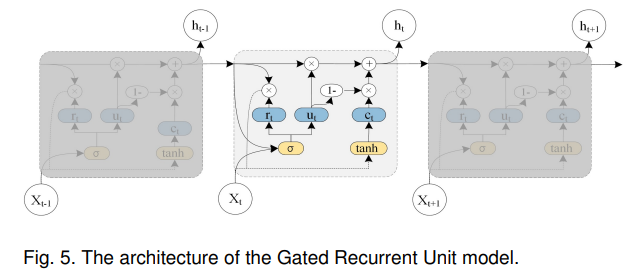 h_{t-1} h_t h_{t+1}
× + × + × +
× × × × × ×
1- 1- 1-
r_t u_t c_t r_t u_t c_t r_t u_t c_t
σ tanh σ tanh σ tanh
X_{t-1} X_t X_{t+1}
Fig. 5. The architecture of the Gated Recurrent Unit model.